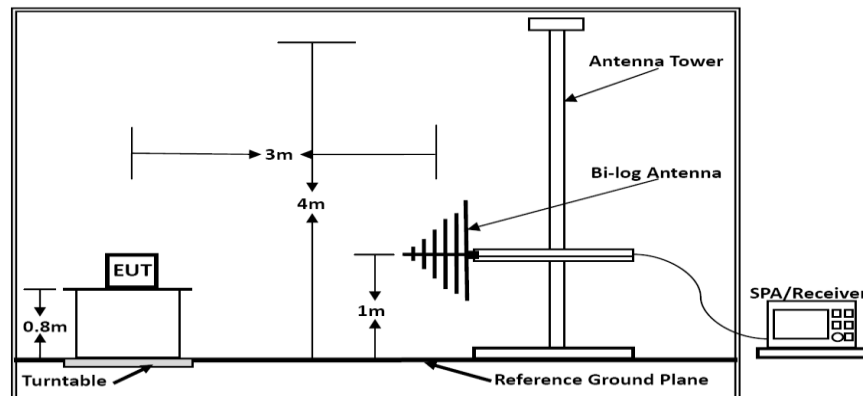 Antenna Tower
3m
Bi-log Antenna
4m
EUT
1m
0.8m
SPA/Receiver
Turntable
Reference Ground Plane